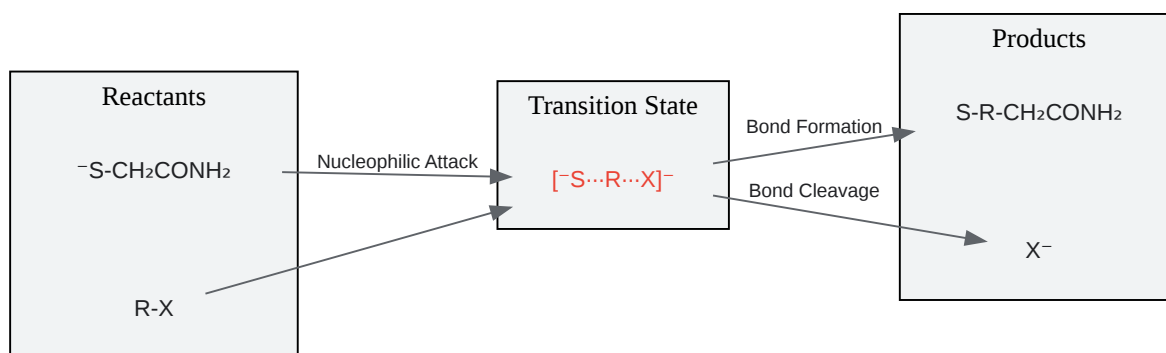 Reactants
⁻S-CH₂CONH₂
R-X
Nucleophilic Attack
Transition State
[⁻S···R···X]⁻
Bond Formation
Bond Cleavage
Products
S-R-CH₂CONH₂
X⁻